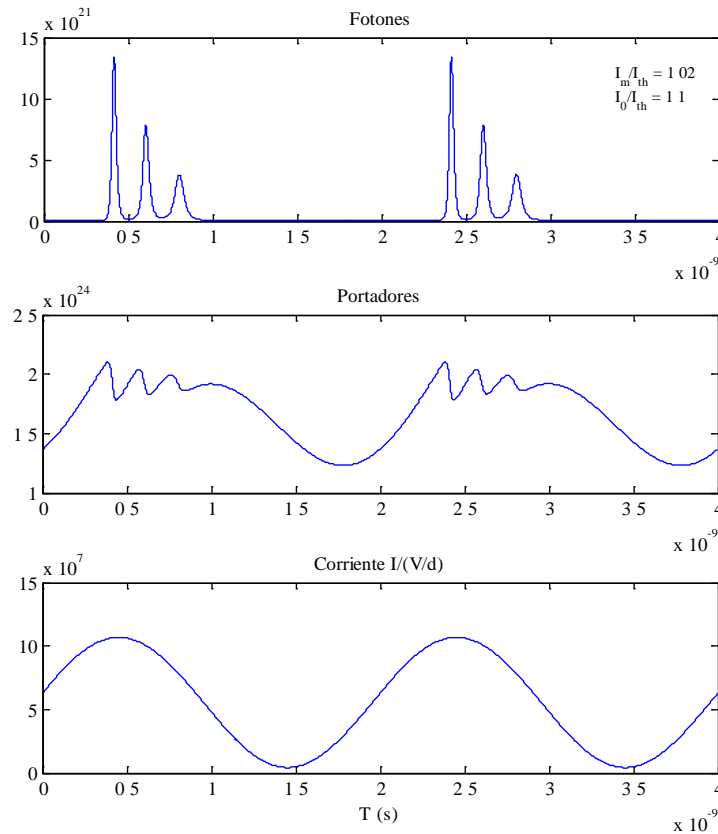 Fotones
x 10^21
15
10
5
0
I_m/I_th = 1 02
I_0/I_th = 1 1
0 0 5 1 1 5 2 2 5 3 3 5 4
x 10^-9
Portadores
x 10^24
2 5
2
1 5
1
0 0 5 1 1 5 2 2 5 3 3 5 4
x 10^-9
Corriente I/(V/d)
x 10^7
15
10
5
0
0 0 5 1 1 5 2 2 5 3 3 5 4
T (s)
x 10^-9